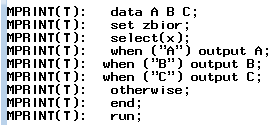 MPRINT(T):   data A B C;
MPRINT(T):   set zbior;
MPRINT(T):   select(x);
MPRINT(T):   when ("A") output A;
MPRINT(T):  when ("B") output B;
MPRINT(T):  when ("C") output C;
MPRINT(T):   otherwise;
MPRINT(T):   end;
MPRINT(T):   run;